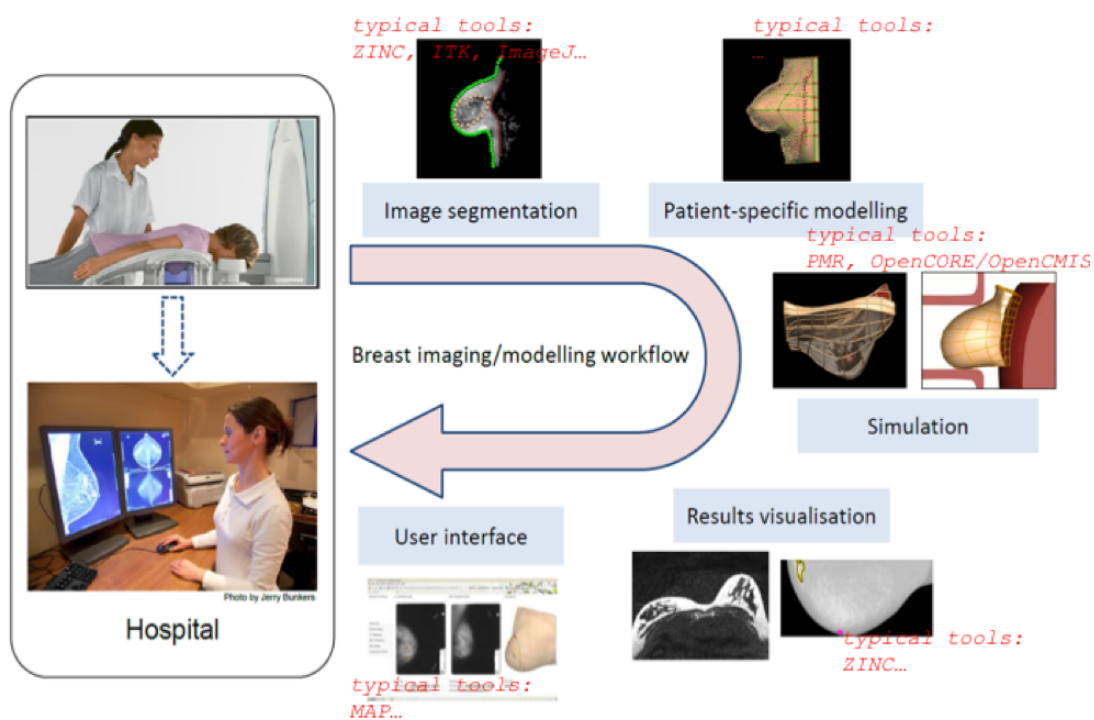 typical tools:
ZINC, ITK, ImageJ…
typical tools:
…
Image segmentation
Patient-specific modelling
typical tools:
PMR, OpenCORE/OpenCMIS
Breast imaging/modelling workflow
Simulation
Results visualisation
User interface
typical tools:
ZINC…
typical tools:
MAP…
Photo by Jerry Bunkers
Hospital